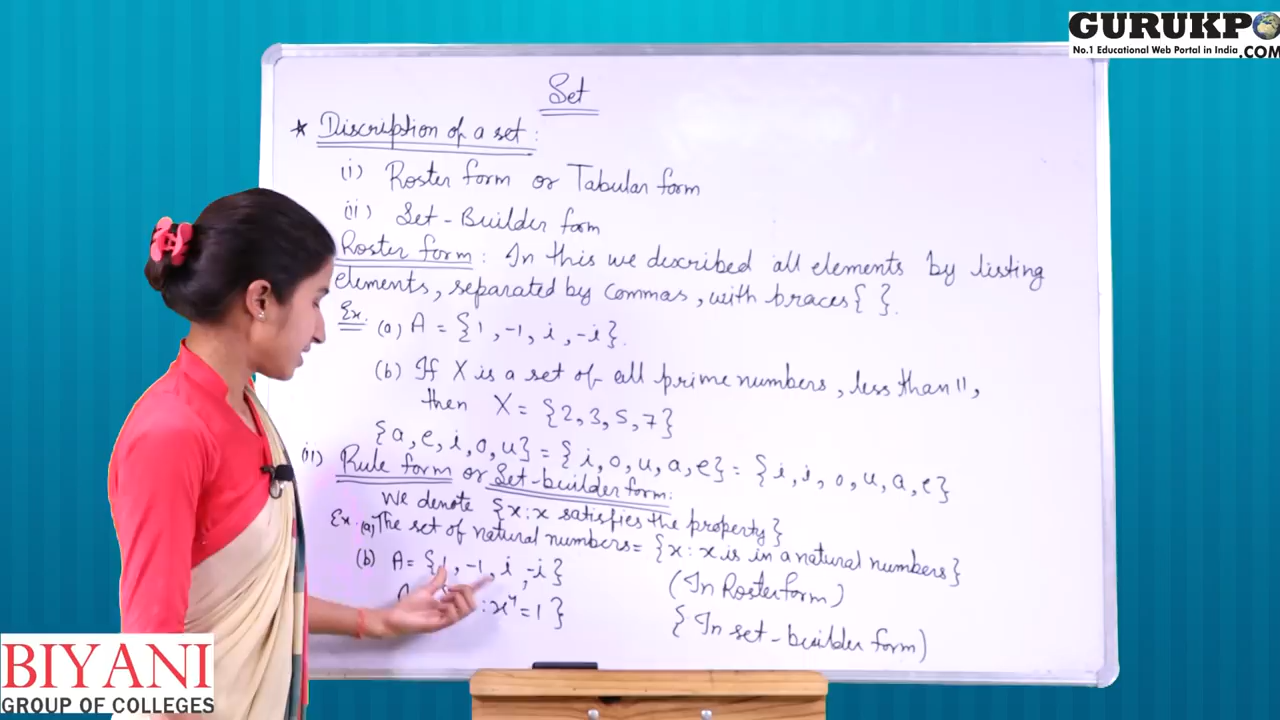 GURUKPO
No.1 Educational Web Portal in India
.COM
Set
* Discription of a set :
(i) Roster form or Tabular form
(ii) Set-Builder form
Roster form : In this we described all elements by listing
elements, separated by commas, with braces { }.
Ex. (a) A = {1, -1, i, -i}.
(b) If X is a set of all prime numbers, less than 11,
then X = {2, 3, 5, 7}
{a, e, i, o, u} = {i, o, u, a, e} = {i, i, o, u, a, e}
(ii) Rule form or Set-builder form:
We denote {x : x satisfies the property}
Ex. (a) The set of natural numbers = {x : x is in a natural numbers}
(b) A = {1, -1, i, -i} (In Roster form)
: x⁴ = 1 } { In set-builder form)
BIYANI
GROUP OF COLLEGES